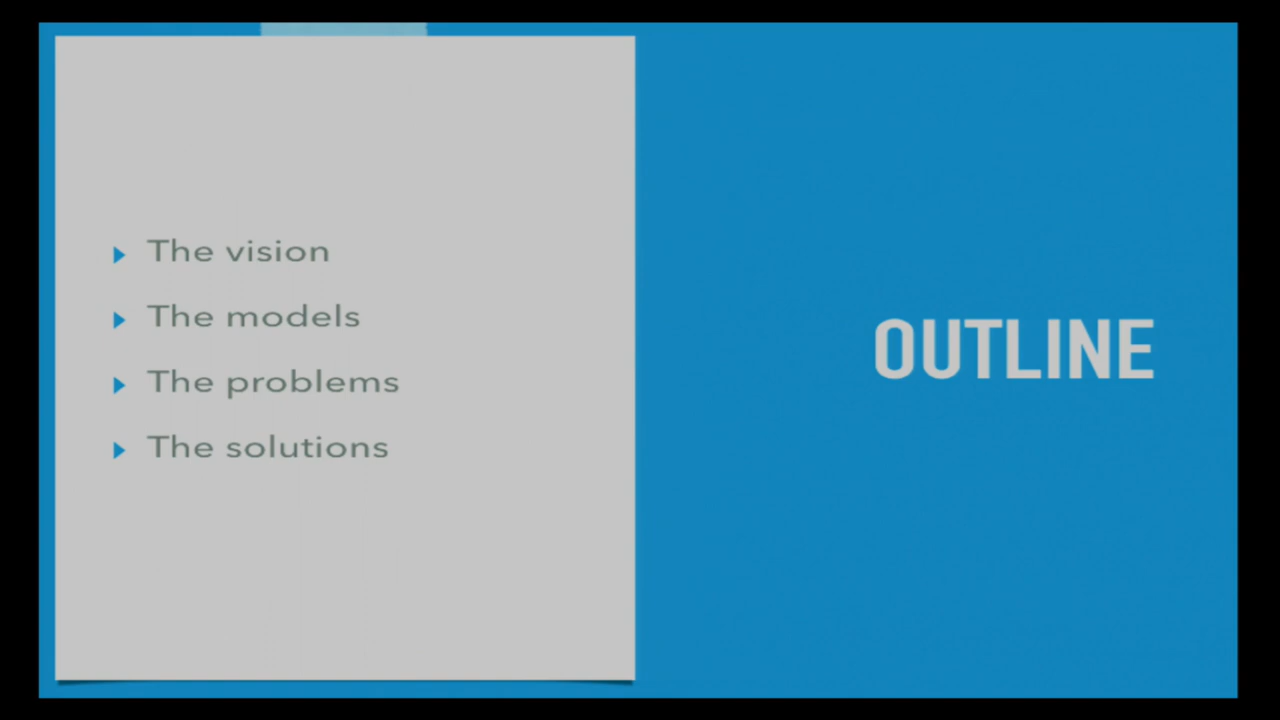 The vision
The models
The problems
The solutions
OUTLINE